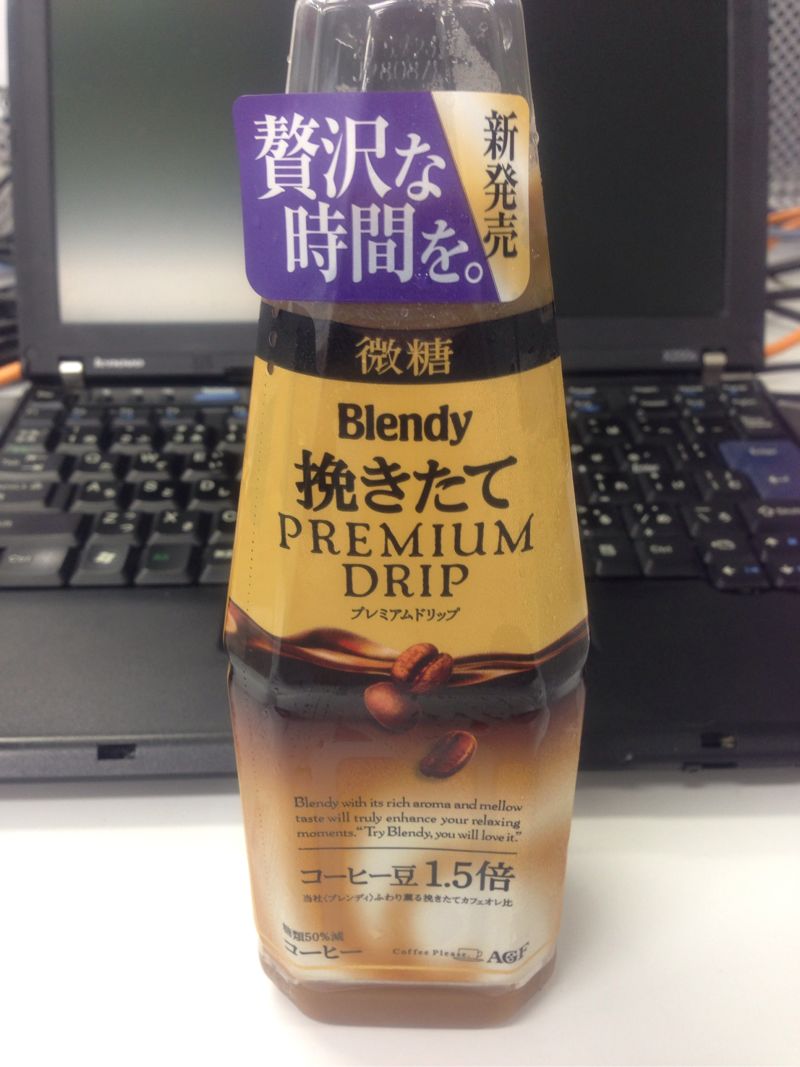 贅沢な
時間を。
新発売
微糖
Blendy
挽きたて
PREMIUM
DRIP
プレミアムドリップ
Blendy with its rich aroma and mellow
taste will truly enhance your relaxing
moments. "Try Blendy, you will love it."
コーヒー豆 1.5倍
当社〈ブレンディ〉ふわり薫る挽きたてカフェオレ比
糖類50%減
コーヒー
Coffee Please.
AGF
lenovo